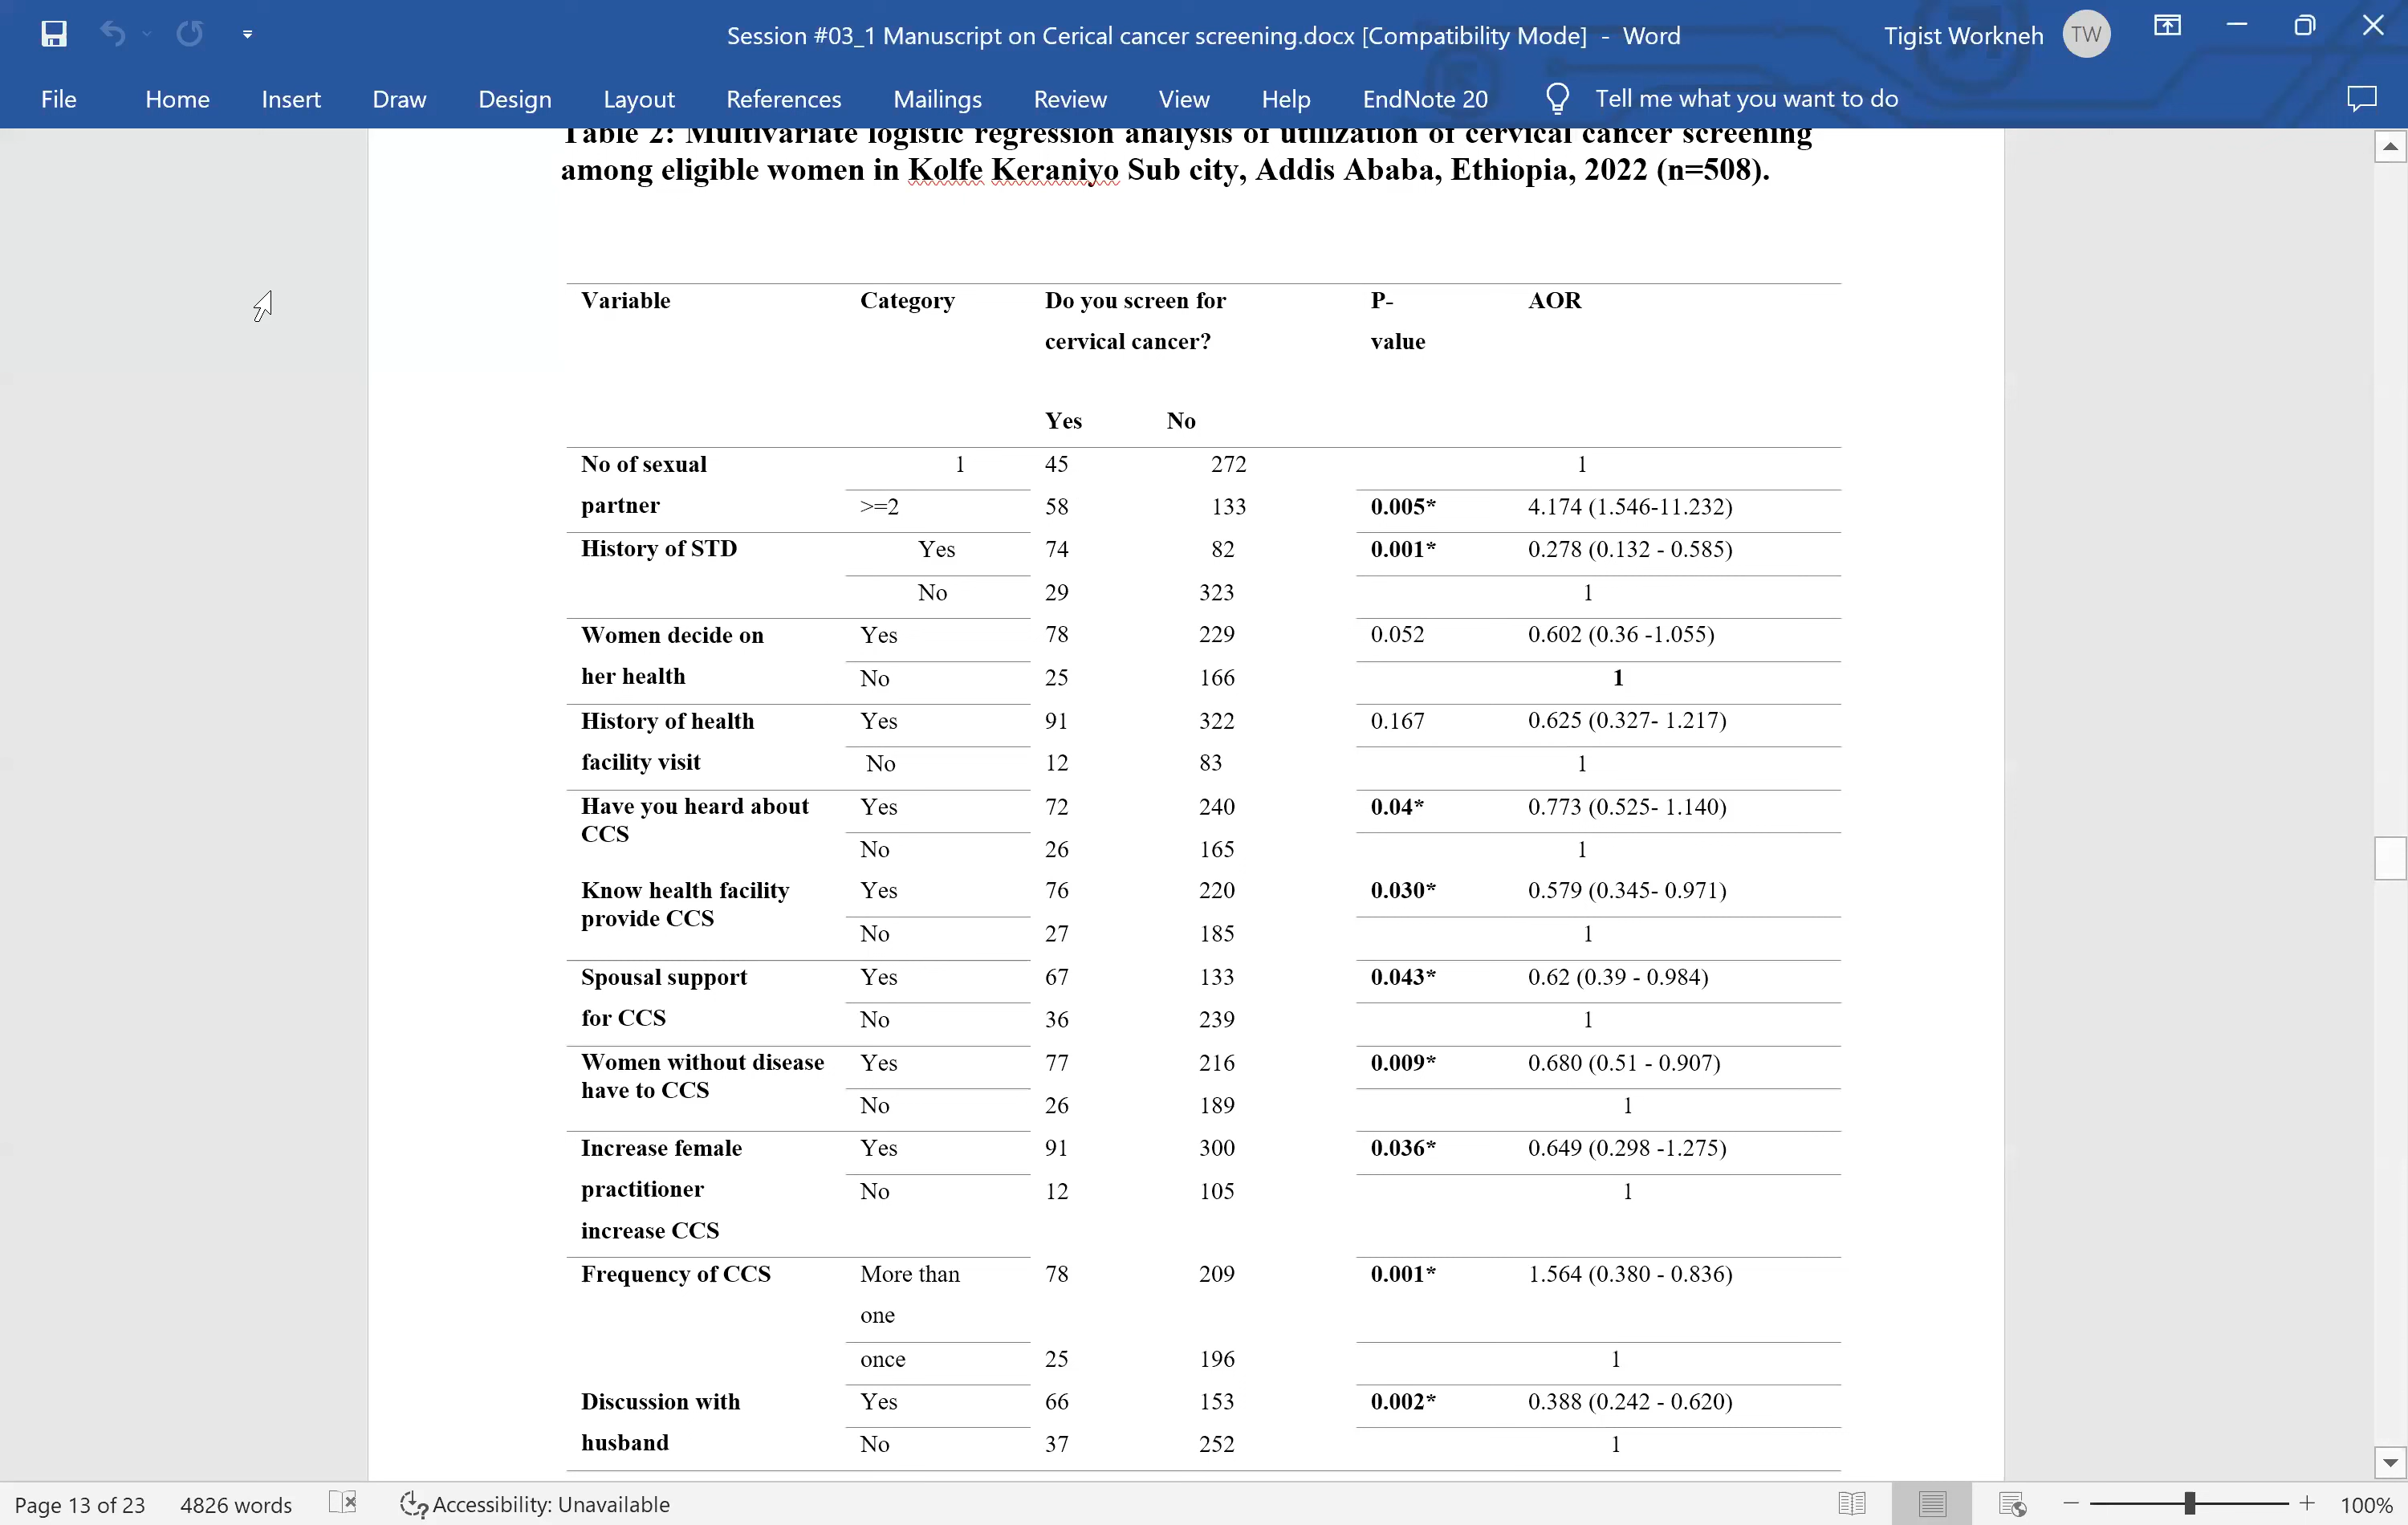 Session #03_1 Manuscript on Cerical cancer screening.docx [Compatibility Mode] - Word
Tigist Workneh TW
File Home Insert Draw Design Layout References Mailings Review View Help EndNote 20 Tell me what you want to do
Table 2: Multivariate logistic regression analysis of utilization of cervical cancer screening
among eligible women in Kolfe Keraniyo Sub city, Addis Ababa, Ethiopia, 2022 (n=508).
Variable Category Do you screen for P- AOR
cervical cancer? value
Yes No
No of sexual 1 45 272 1
partner >=2 58 133 0.005* 4.174 (1.546-11.232)
History of STD Yes 74 82 0.001* 0.278 (0.132 - 0.585)
No 29 323 1
Women decide on Yes 78 229 0.052 0.602 (0.36 -1.055)
her health No 25 166 1
History of health Yes 91 322 0.167 0.625 (0.327- 1.217)
facility visit No 12 83 1
Have you heard about Yes 72 240 0.04* 0.773 (0.525- 1.140)
CCS
No 26 165 1
Know health facility Yes 76 220 0.030* 0.579 (0.345- 0.971)
provide CCS
No 27 185 1
Spousal support Yes 67 133 0.043* 0.62 (0.39 - 0.984)
for CCS No 36 239 1
Women without disease Yes 77 216 0.009* 0.680 (0.51 - 0.907)
have to CCS
No 26 189 1
Increase female Yes 91 300 0.036* 0.649 (0.298 -1.275)
practitioner No 12 105 1
increase CCS
Frequency of CCS More than 78 209 0.001* 1.564 (0.380 - 0.836)
one
once 25 196 1
Discussion with Yes 66 153 0.002* 0.388 (0.242 - 0.620)
husband No 37 252 1
Page 13 of 23 4826 words Accessibility: Unavailable 100%